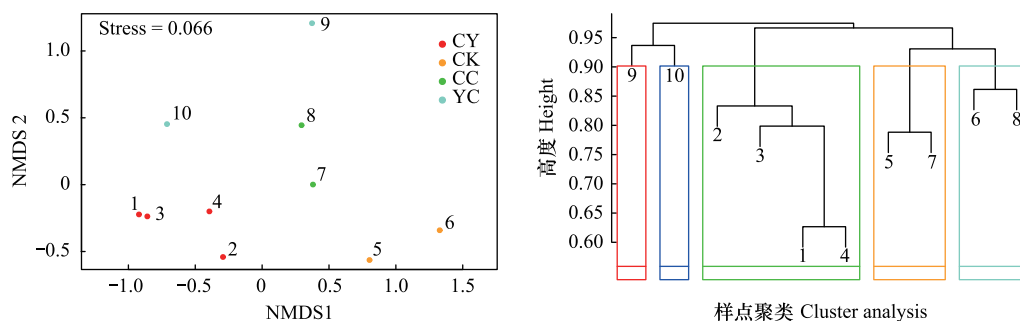 Stress = 0.066
CY
CK
CC
YC
1
2
3
4
5
6
7
8
9
10
1.0
0.5
0
−0.5
NMDS 2
−1.0 −0.5 0 0.5 1.0 1.5
NMDS1
0.95
0.90
0.85
0.80
0.75
0.70
0.65
0.60
高度 Height
9 10 2 3 1 4 5 7 6 8
样点聚类 Cluster analysis